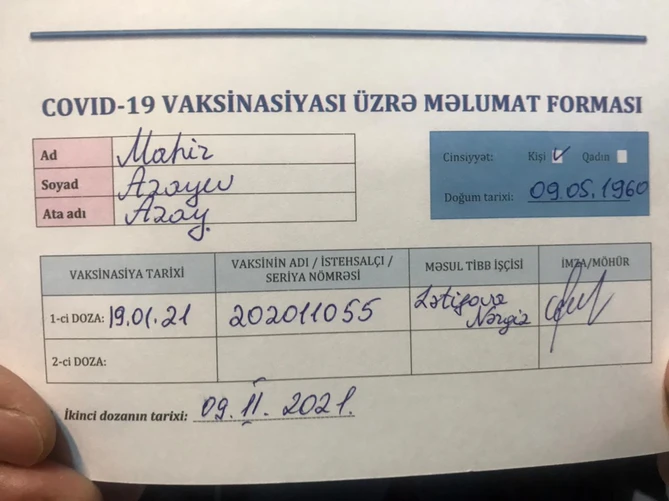 COVID-19 VAKSİNASİYASI ÜZRƏ MƏLUMAT FORMASI
Ad Mahir
Soyad Azayev
Ata adı Azay
Cinsiyyət: Kişi Qadın
Doğum tarixi: 09.05.1960
VAKSİNASİYA TARİXİ
VAKSİNİN ADI / İSTEHSALÇI /
SERİYA NÖMRƏSİ
MƏSUL TİBB İŞÇİSİ
İMZA/MÖHÜR
1-ci DOZA: 19.01.21 202011055 Lətifova
Nərgiz
2-ci DOZA:
İkinci dozanın tarixi: 09. II. 2021.